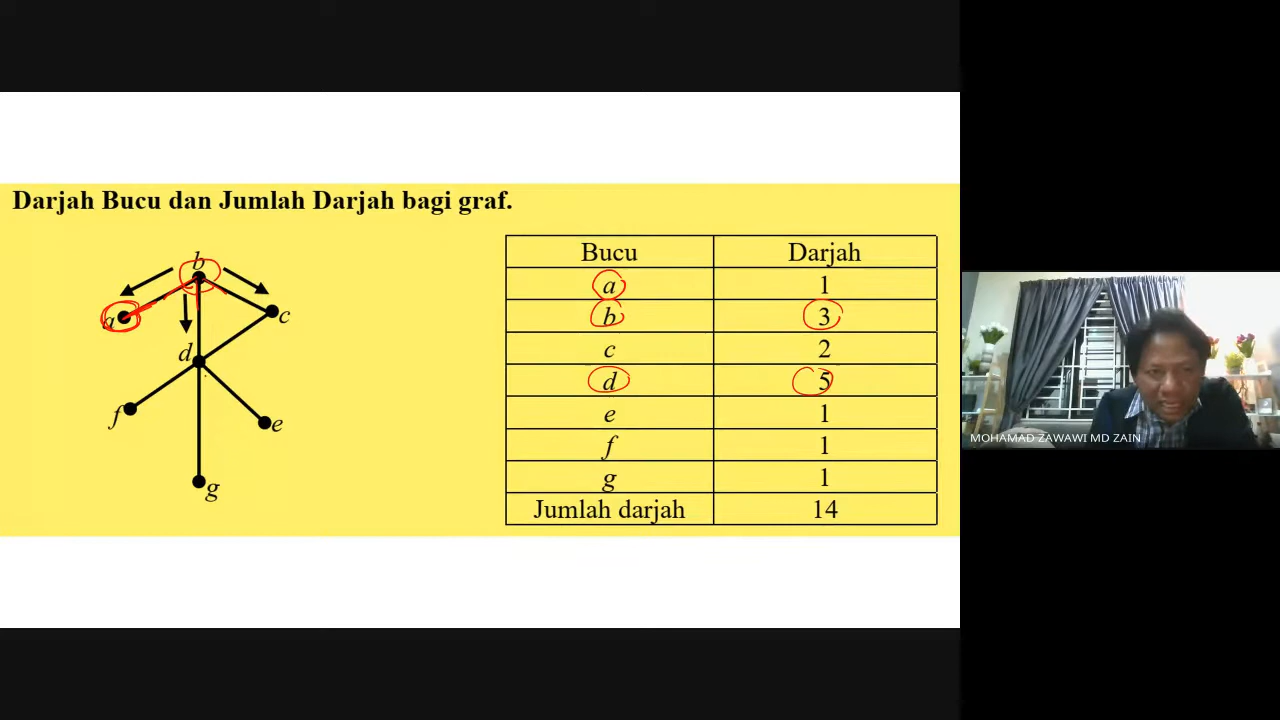 Darjah Bucu dan Jumlah Darjah bagi graf.
b
a
c
d
f
e
g
Bucu Darjah
a 1
b 3
c 2
d 5
e 1
f 1
g 1
Jumlah darjah 14
MOHAMAD ZAWAWI MD ZAIN